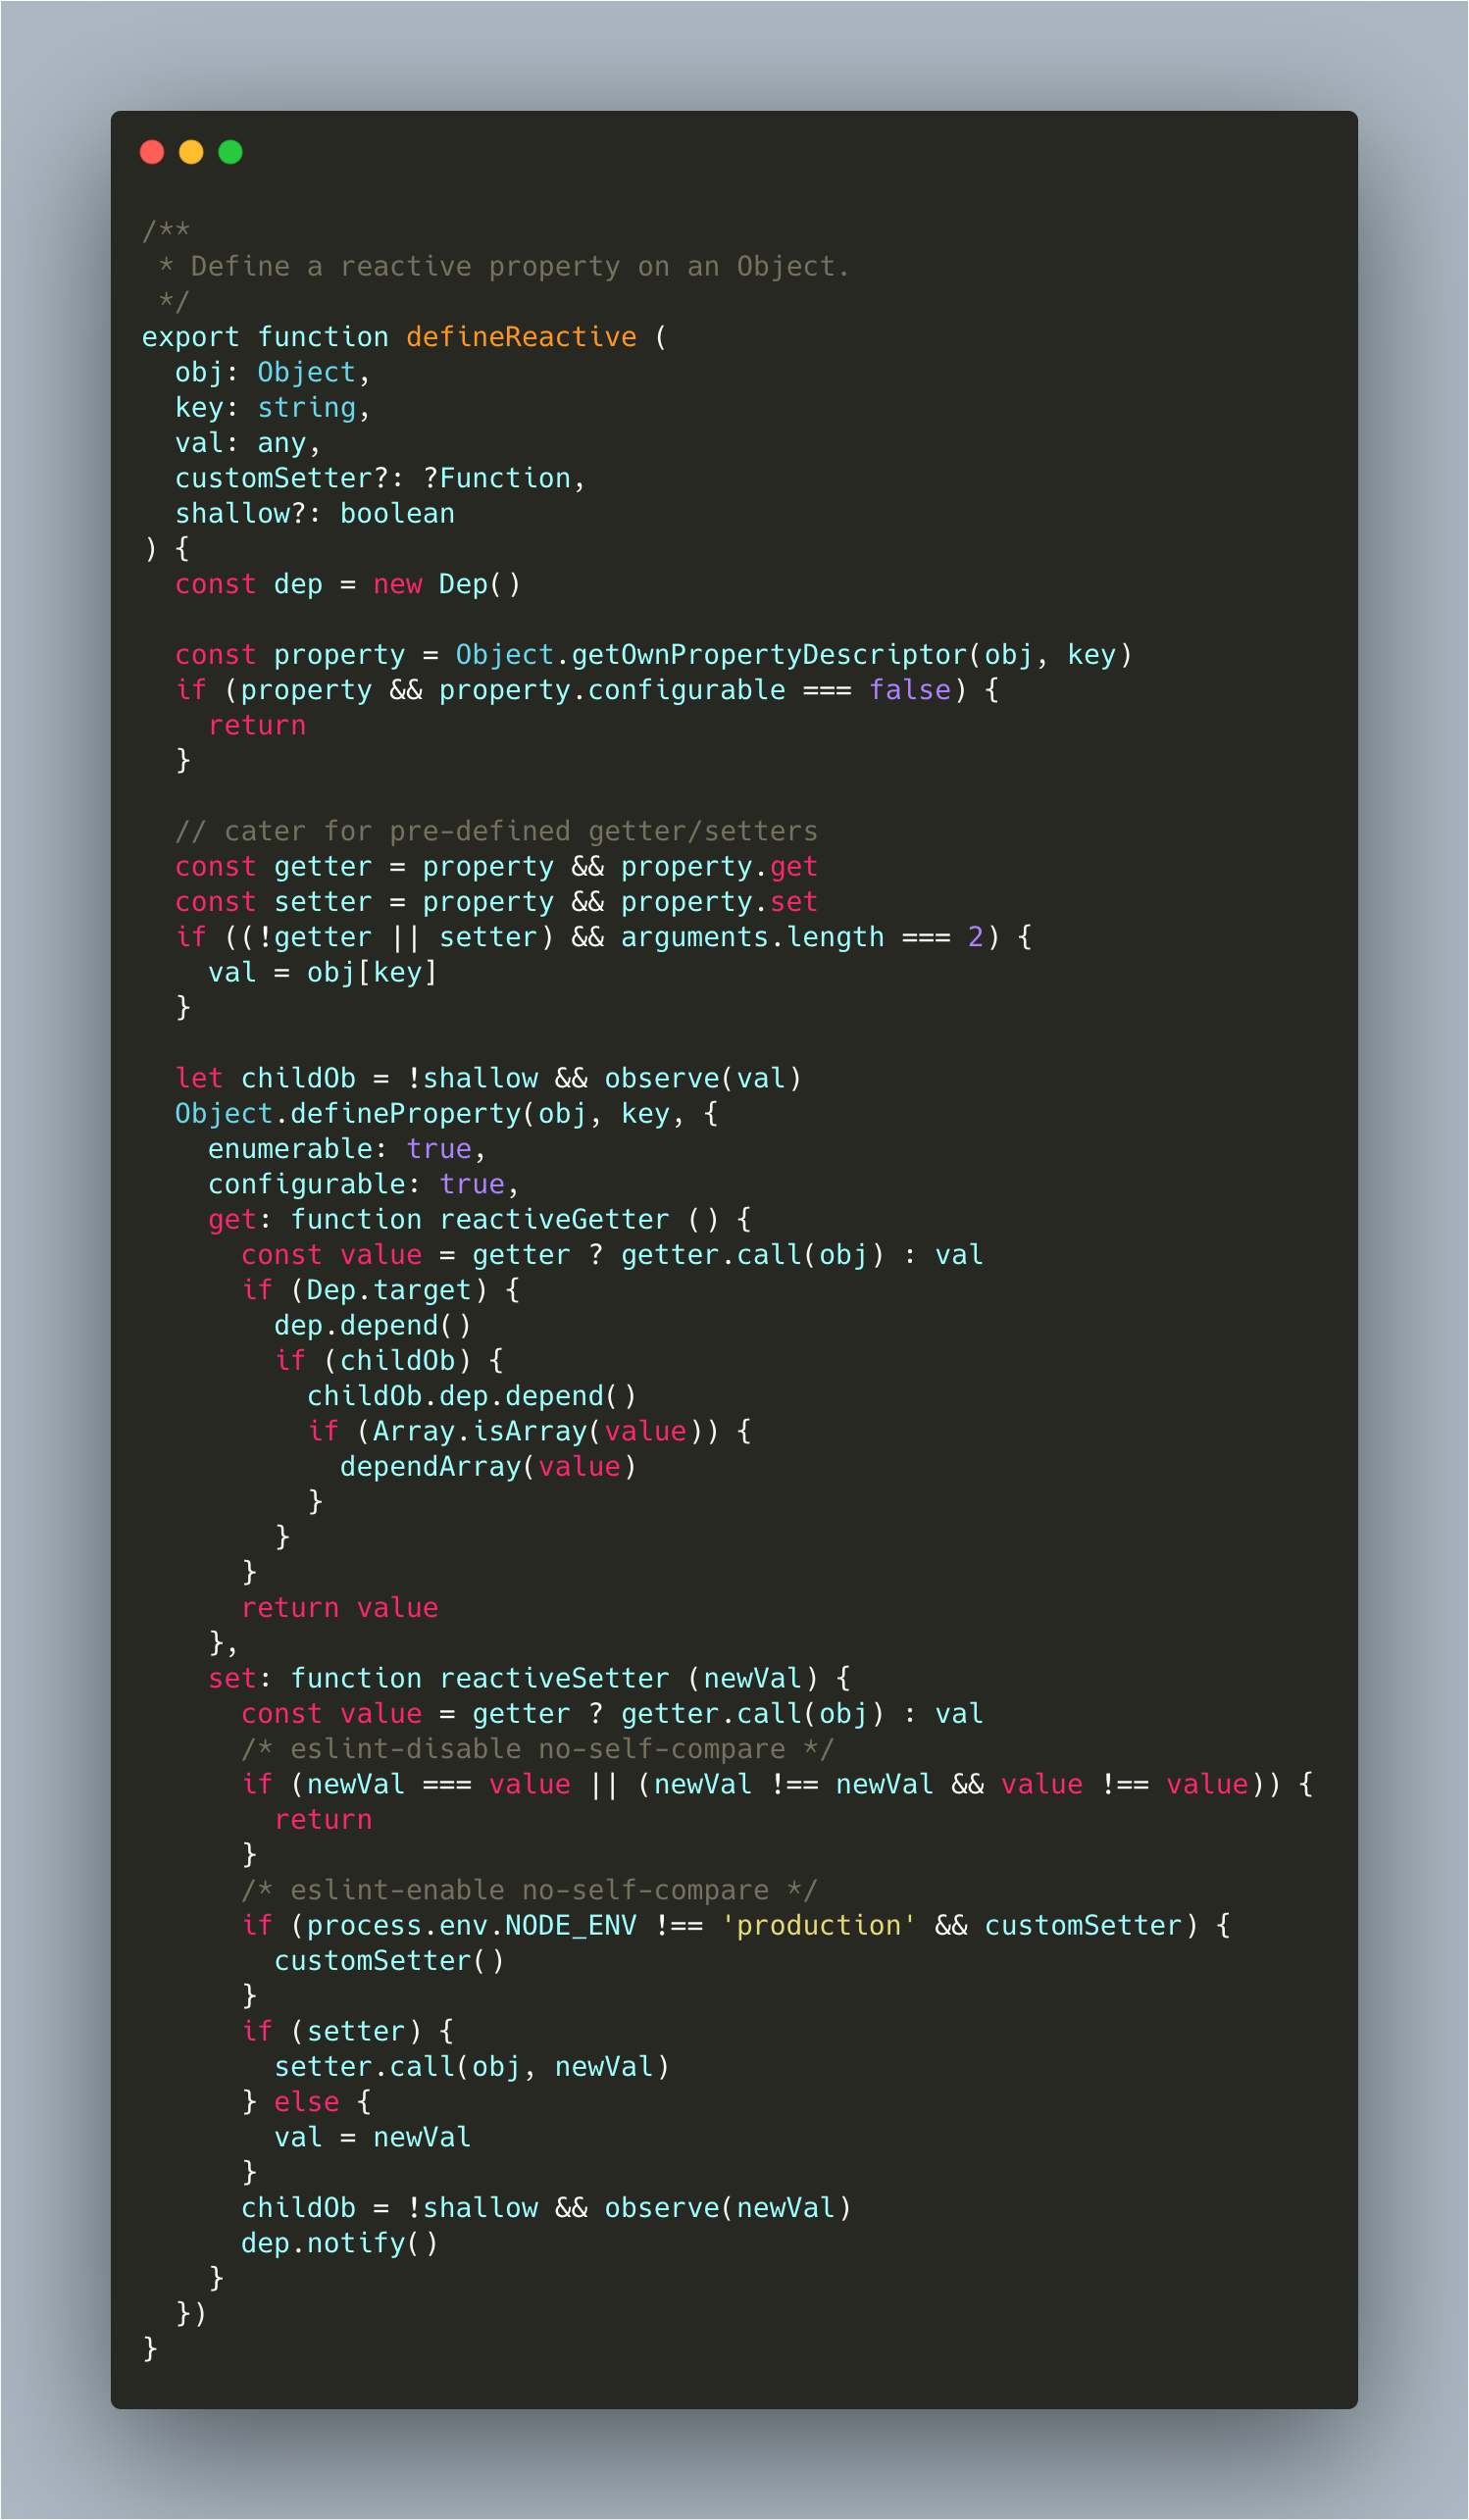 /**
 * Define a reactive property on an Object.
 */
export function defineReactive (
  obj: Object,
  key: string,
  val: any,
  customSetter?: ?Function,
  shallow?: boolean
) {
  const dep = new Dep()

  const property = Object.getOwnPropertyDescriptor(obj, key)
  if (property && property.configurable === false) {
    return
  }

  // cater for pre-defined getter/setters
  const getter = property && property.get
  const setter = property && property.set
  if ((!getter || setter) && arguments.length === 2) {
    val = obj[key]
  }

  let childOb = !shallow && observe(val)
  Object.defineProperty(obj, key, {
    enumerable: true,
    configurable: true,
    get: function reactiveGetter () {
      const value = getter ? getter.call(obj) : val
      if (Dep.target) {
        dep.depend()
        if (childOb) {
          childOb.dep.depend()
          if (Array.isArray(value)) {
            dependArray(value)
          }
        }
      }
      return value
    },
    set: function reactiveSetter (newVal) {
      const value = getter ? getter.call(obj) : val
      /* eslint-disable no-self-compare */
      if (newVal === value || (newVal !== newVal && value !== value)) {
        return
      }
      /* eslint-enable no-self-compare */
      if (process.env.NODE_ENV !== 'production' && customSetter) {
        customSetter()
      }
      if (setter) {
        setter.call(obj, newVal)
      } else {
        val = newVal
      }
      childOb = !shallow && observe(newVal)
      dep.notify()
    }
  })
}